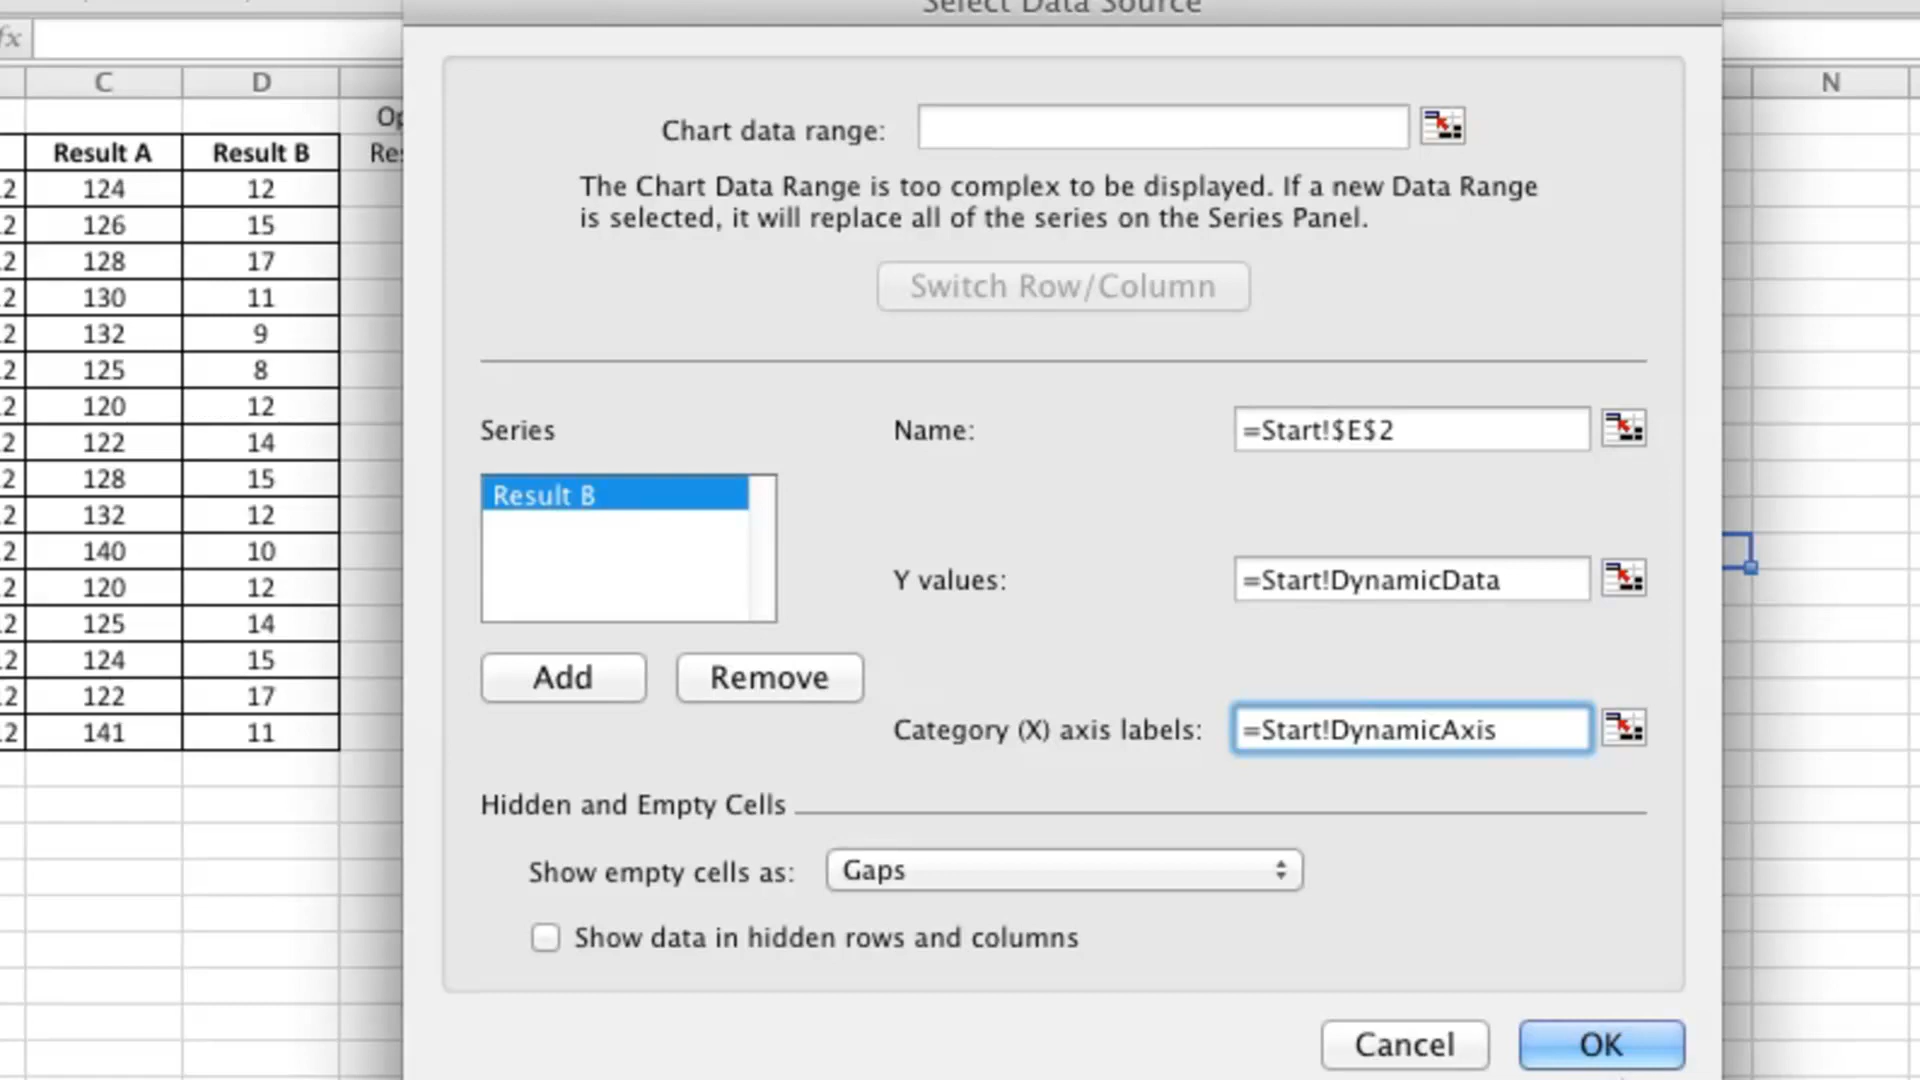 Select Data Source
fx
C D N
Chart data range:
Result A Result B
The Chart Data Range is too complex to be displayed. If a new Data Range
is selected, it will replace all of the series on the Series Panel.
Switch Row/Column
2 124 12
2 126 15
2 128 17
2 130 11
2 132 9
2 125 8
2 120 12
2 122 14
2 128 15
2 132 12
2 140 10
2 120 12
2 125 14
2 124 15
2 122 17
2 141 11
Series
Result B
Add Remove
Name: =Start!$E$2
Y values: =Start!DynamicData
Category (X) axis labels: =Start!DynamicAxis
Hidden and Empty Cells
Show empty cells as: Gaps
Show data in hidden rows and columns
Cancel OK